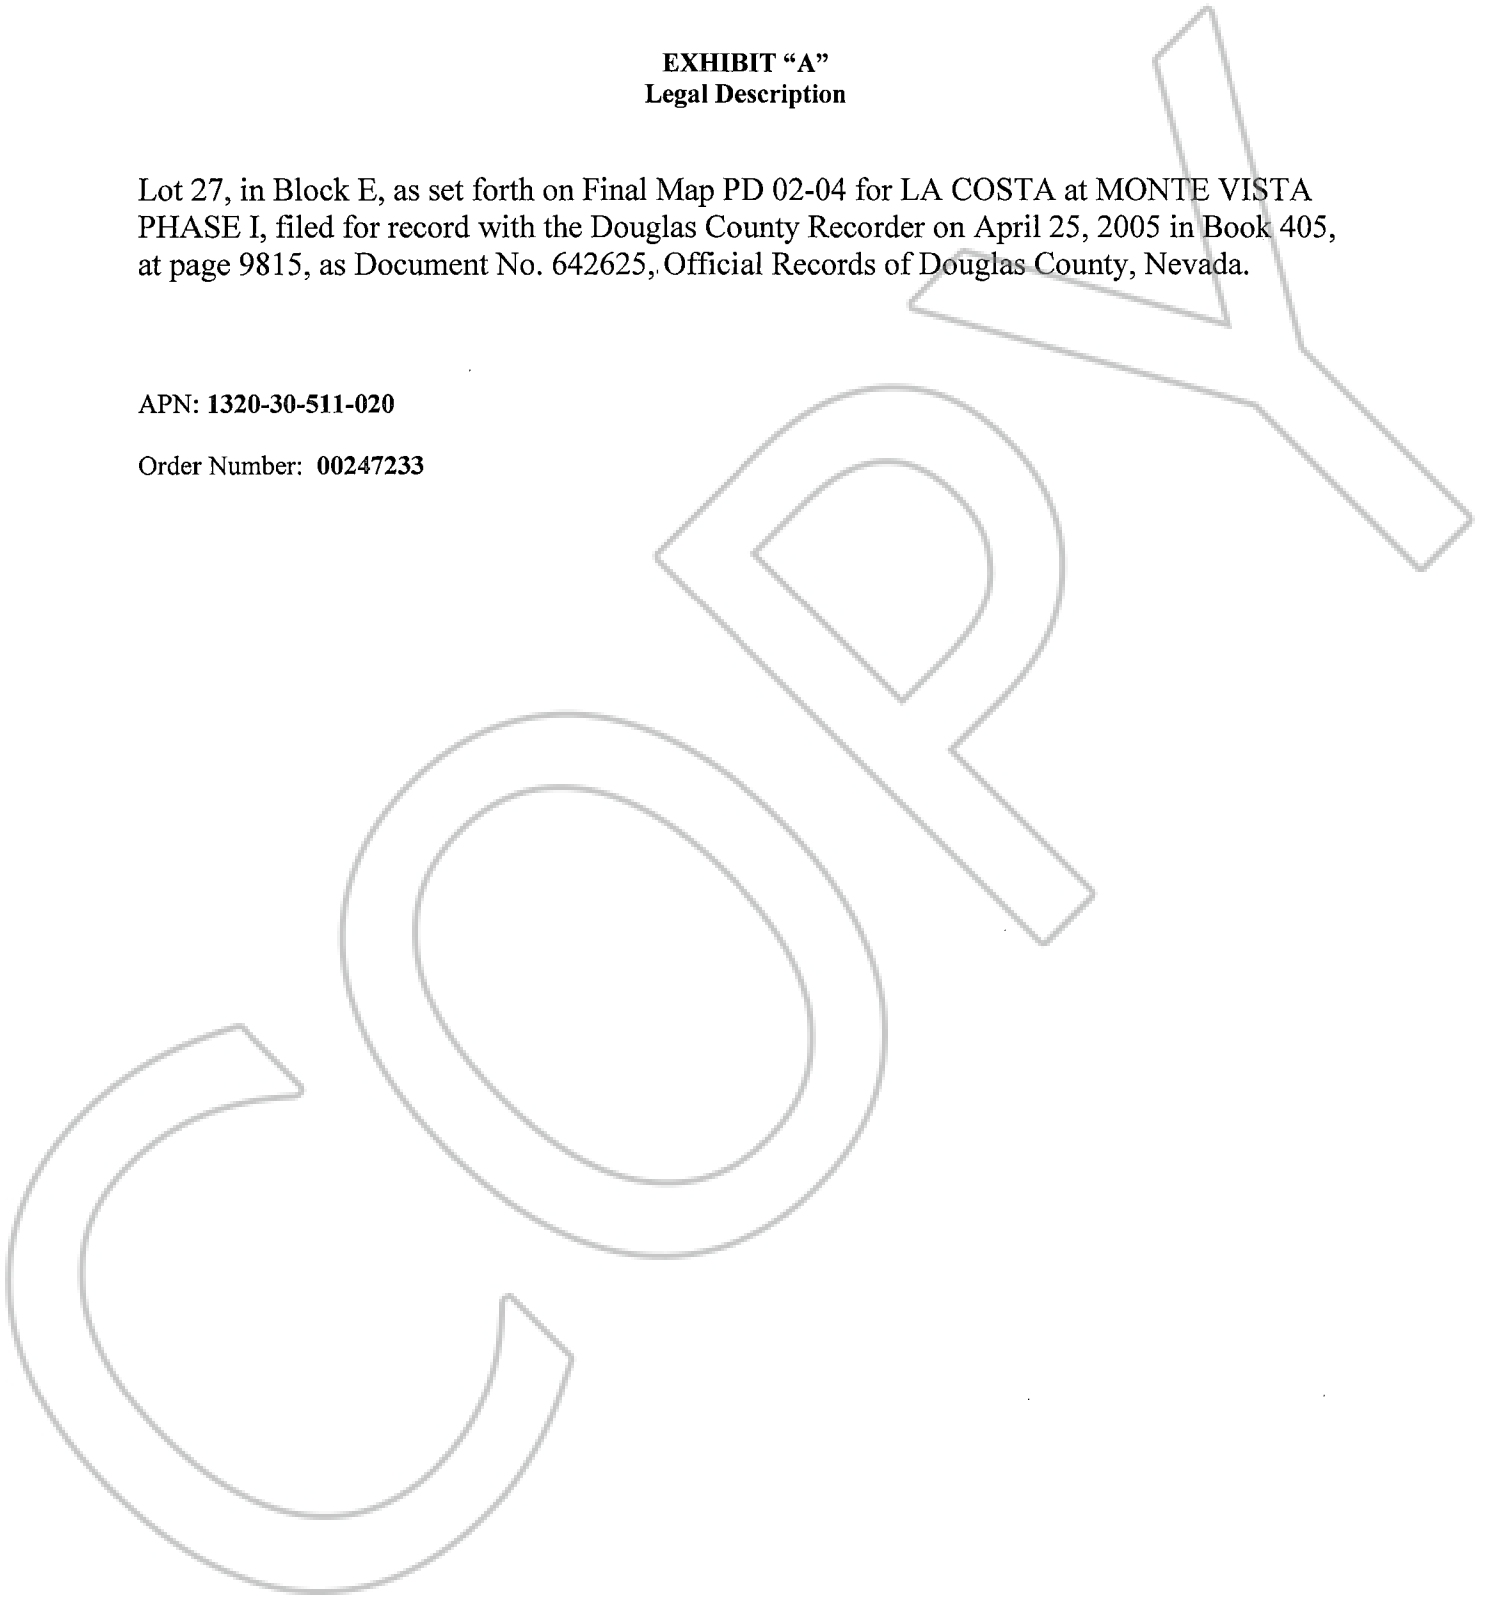 EXHIBIT “A”
Legal Description
Lot 27, in Block E, as set forth on Final Map PD 02-04 for LA COSTA at MONTE VISTA
PHASE I, filed for record with the Douglas County Recorder on April 25, 2005 in Book 405,
at page 9815, as Document No. 642625, Official Records of Douglas County, Nevada.
APN: 1320-30-511-020
Order Number: 00247233
COPY